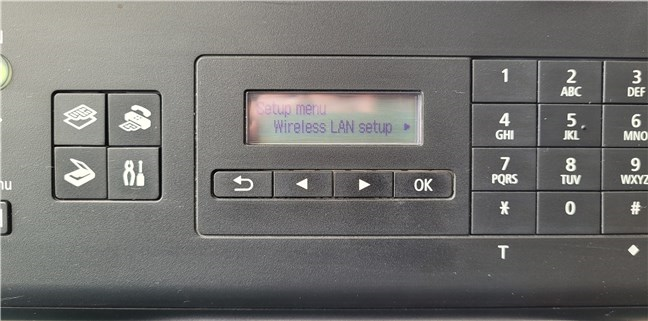 Setup menu
Wireless LAN setup
OK
1
2
ABC
3
DEF
4
GHI
5
JKL
6
MNO
7
PQRS
8
TUV
9
WXYZ
*
0
#
T
nu